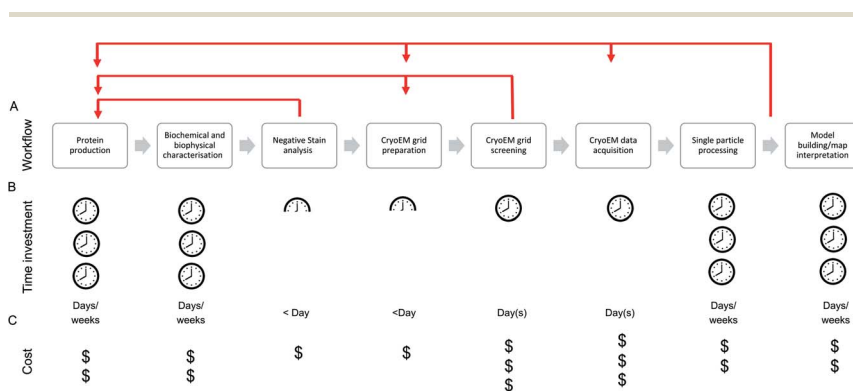 A
Workflow
Protein
production
Biochemical and
biophysical
characterisation
Negative Stain
analysis
CryoEM grid
preparation
CryoEM grid
screening
CryoEM data
acquisition
Single particle
processing
Model
building/map
interpretation
B
Time investment
Days/
weeks
Days/
weeks
< Day
<Day
Day(s)
Day(s)
Days/
weeks
Days/
weeks
C
Cost
$ $ $ $ $ $ $ $
$ $ $ $ $ $
$ $